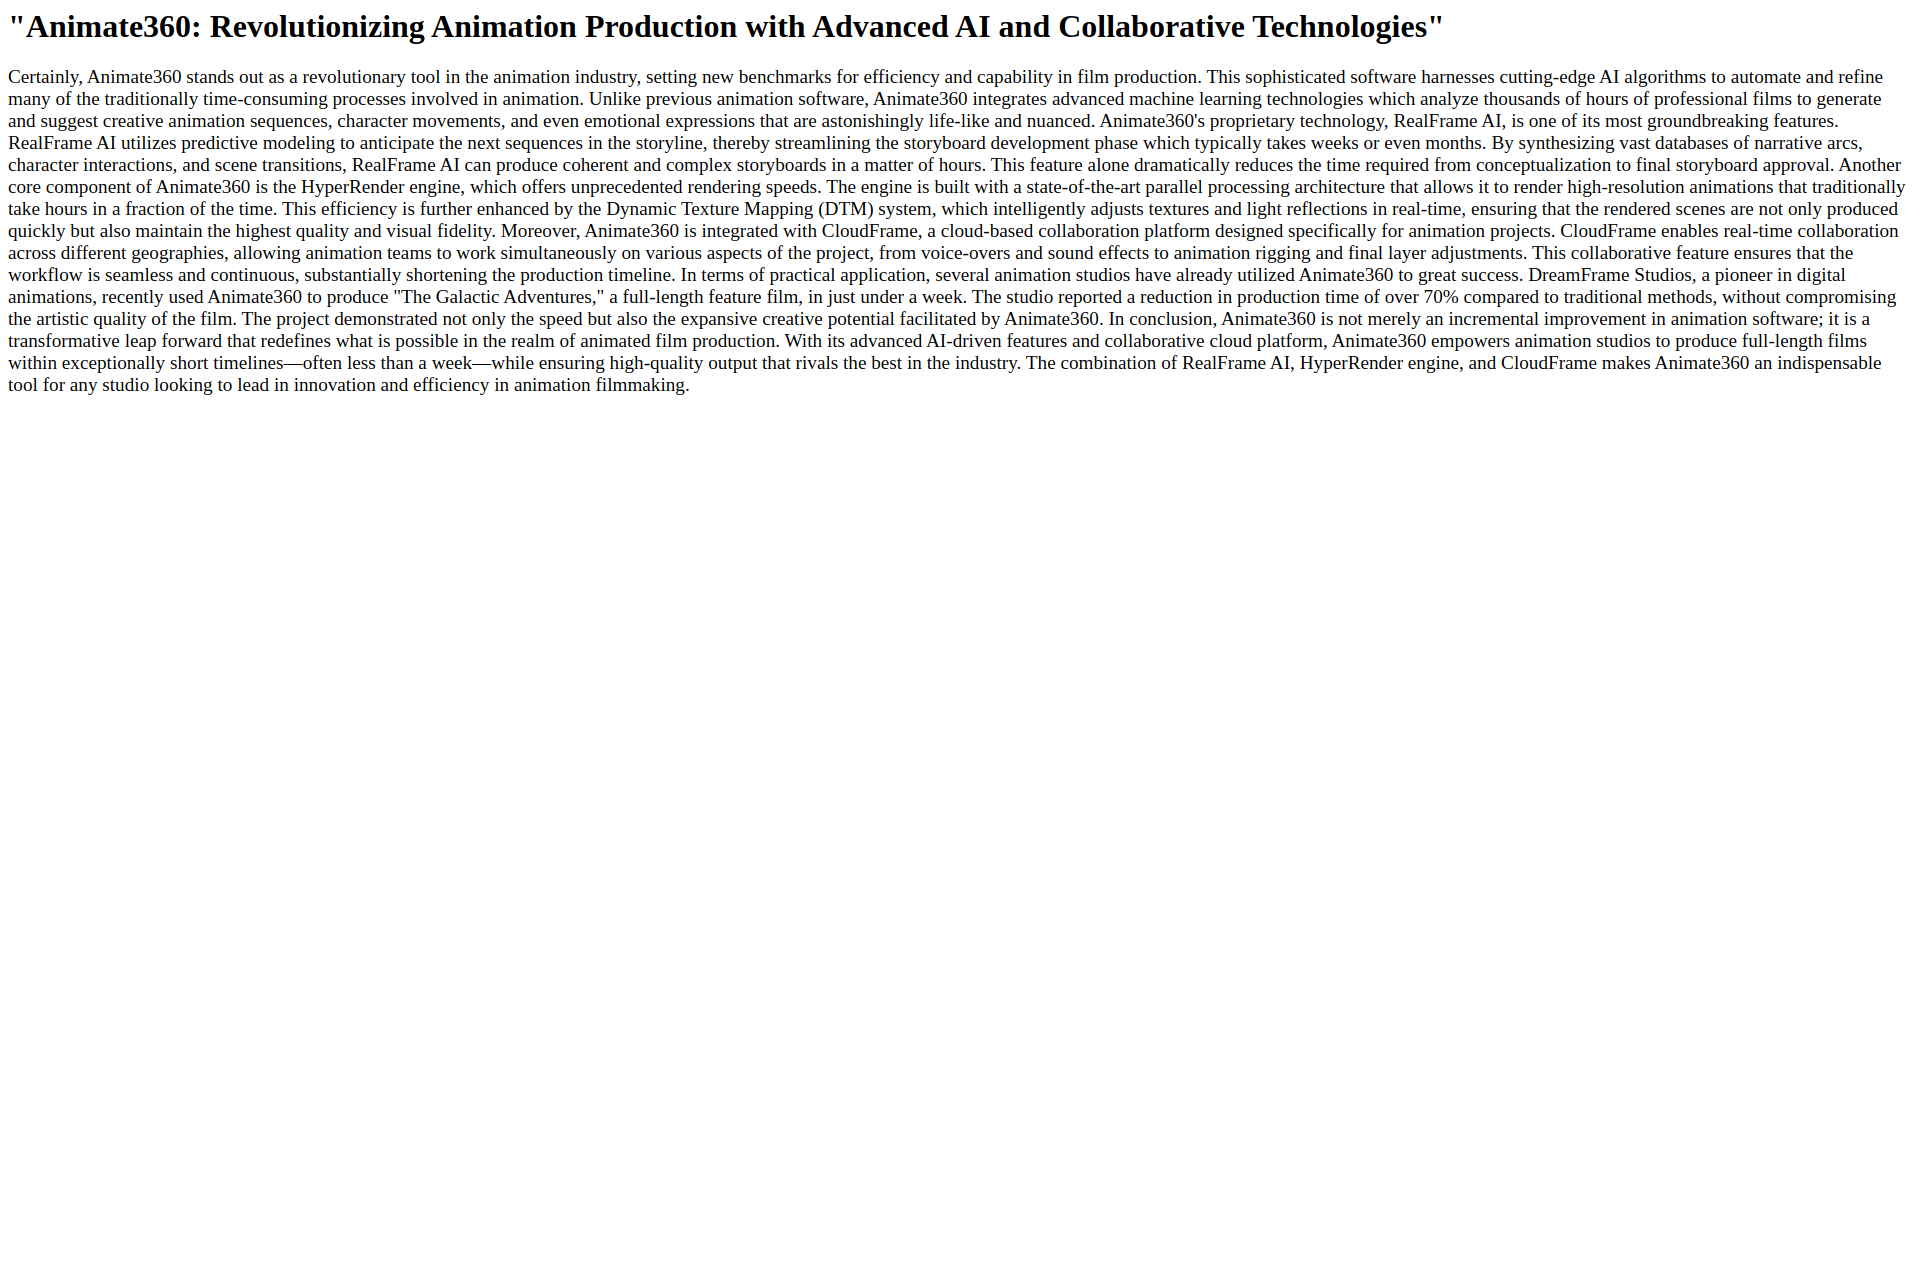 "Animate360: Revolutionizing Animation Production with Advanced AI and Collaborative Technologies"
Certainly, Animate360 stands out as a revolutionary tool in the animation industry, setting new benchmarks for efficiency and capability in film production. This sophisticated software harnesses cutting-edge AI algorithms to automate and refine
many of the traditionally time-consuming processes involved in animation. Unlike previous animation software, Animate360 integrates advanced machine learning technologies which analyze thousands of hours of professional films to generate
and suggest creative animation sequences, character movements, and even emotional expressions that are astonishingly life-like and nuanced. Animate360's proprietary technology, RealFrame AI, is one of its most groundbreaking features.
RealFrame AI utilizes predictive modeling to anticipate the next sequences in the storyline, thereby streamlining the storyboard development phase which typically takes weeks or even months. By synthesizing vast databases of narrative arcs,
character interactions, and scene transitions, RealFrame AI can produce coherent and complex storyboards in a matter of hours. This feature alone dramatically reduces the time required from conceptualization to final storyboard approval. Another
core component of Animate360 is the HyperRender engine, which offers unprecedented rendering speeds. The engine is built with a state-of-the-art parallel processing architecture that allows it to render high-resolution animations that traditionally
take hours in a fraction of the time. This efficiency is further enhanced by the Dynamic Texture Mapping (DTM) system, which intelligently adjusts textures and light reflections in real-time, ensuring that the rendered scenes are not only produced
quickly but also maintain the highest quality and visual fidelity. Moreover, Animate360 is integrated with CloudFrame, a cloud-based collaboration platform designed specifically for animation projects. CloudFrame enables real-time collaboration
across different geographies, allowing animation teams to work simultaneously on various aspects of the project, from voice-overs and sound effects to animation rigging and final layer adjustments. This collaborative feature ensures that the
workflow is seamless and continuous, substantially shortening the production timeline. In terms of practical application, several animation studios have already utilized Animate360 to great success. DreamFrame Studios, a pioneer in digital
animations, recently used Animate360 to produce "The Galactic Adventures," a full-length feature film, in just under a week. The studio reported a reduction in production time of over 70% compared to traditional methods, without compromising
the artistic quality of the film. The project demonstrated not only the speed but also the expansive creative potential facilitated by Animate360. In conclusion, Animate360 is not merely an incremental improvement in animation software; it is a
transformative leap forward that redefines what is possible in the realm of animated film production. With its advanced AI-driven features and collaborative cloud platform, Animate360 empowers animation studios to produce full-length films
within exceptionally short timelines—often less than a week—while ensuring high-quality output that rivals the best in the industry. The combination of RealFrame AI, HyperRender engine, and CloudFrame makes Animate360 an indispensable
tool for any studio looking to lead in innovation and efficiency in animation filmmaking.